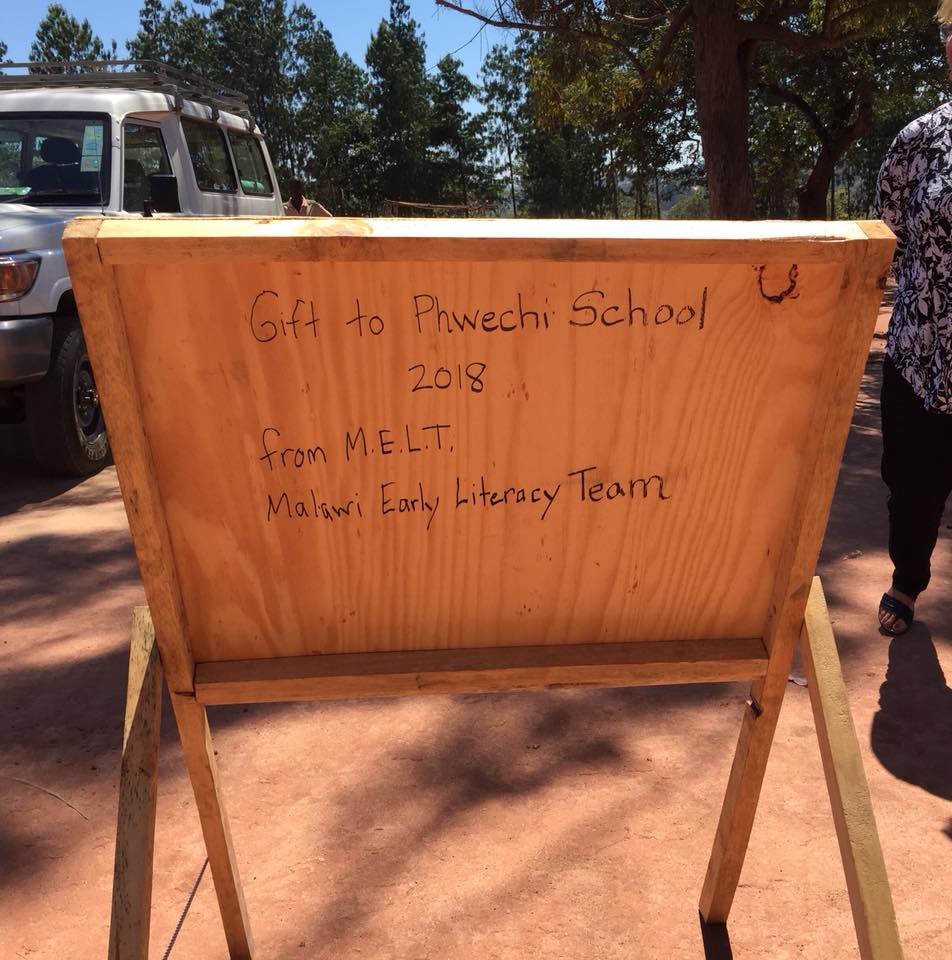 Gift to Phwechi School
2018
from M.E.L.T.
Malawi Early Literacy Team